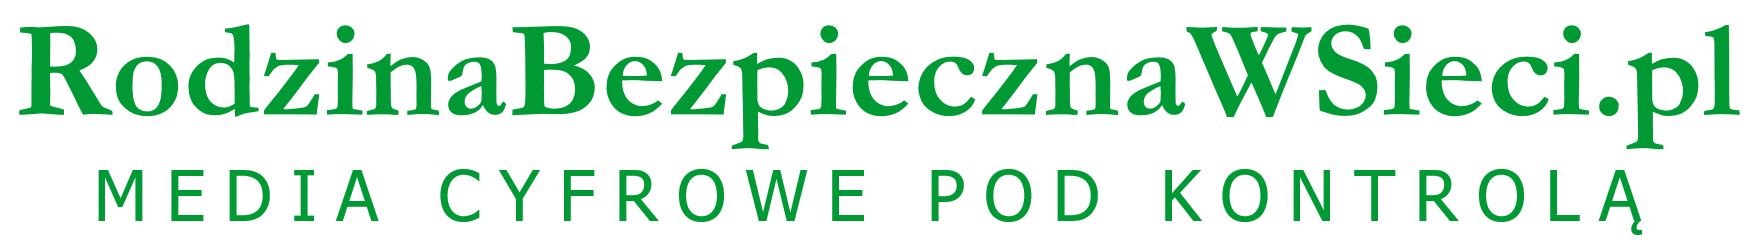 RodzinaBezpiecznaWSieci.pl
MEDIA CYFROWE POD KONTROLĄ